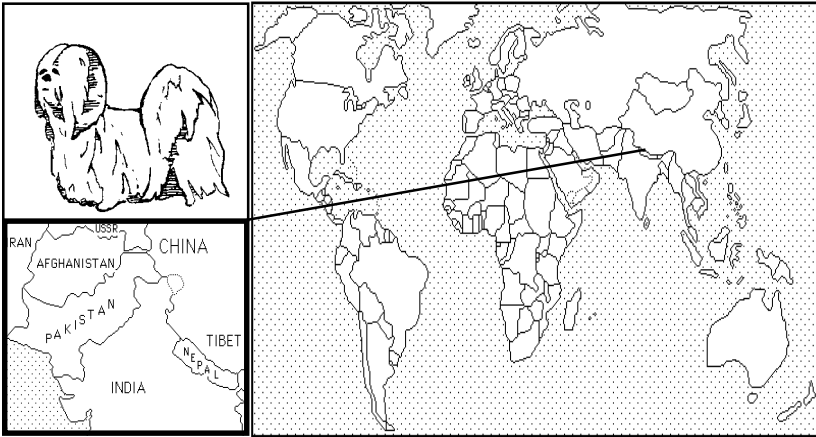 USSR
RAN
CHINA
AFGHANISTAN
PAKISTAN
TIBET
NEPAL
INDIA